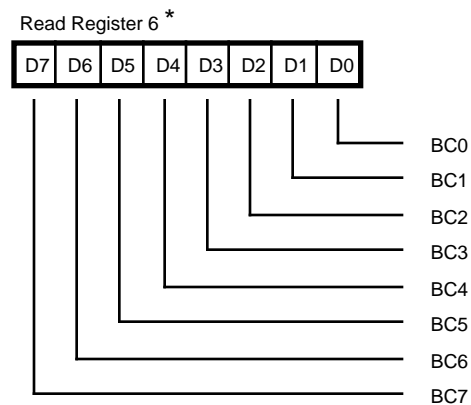 Read Register 6 *
D7 D6 D5 D4 D3 D2 D1 D0
BC0
BC1
BC2
BC3
BC4
BC5
BC6
BC7